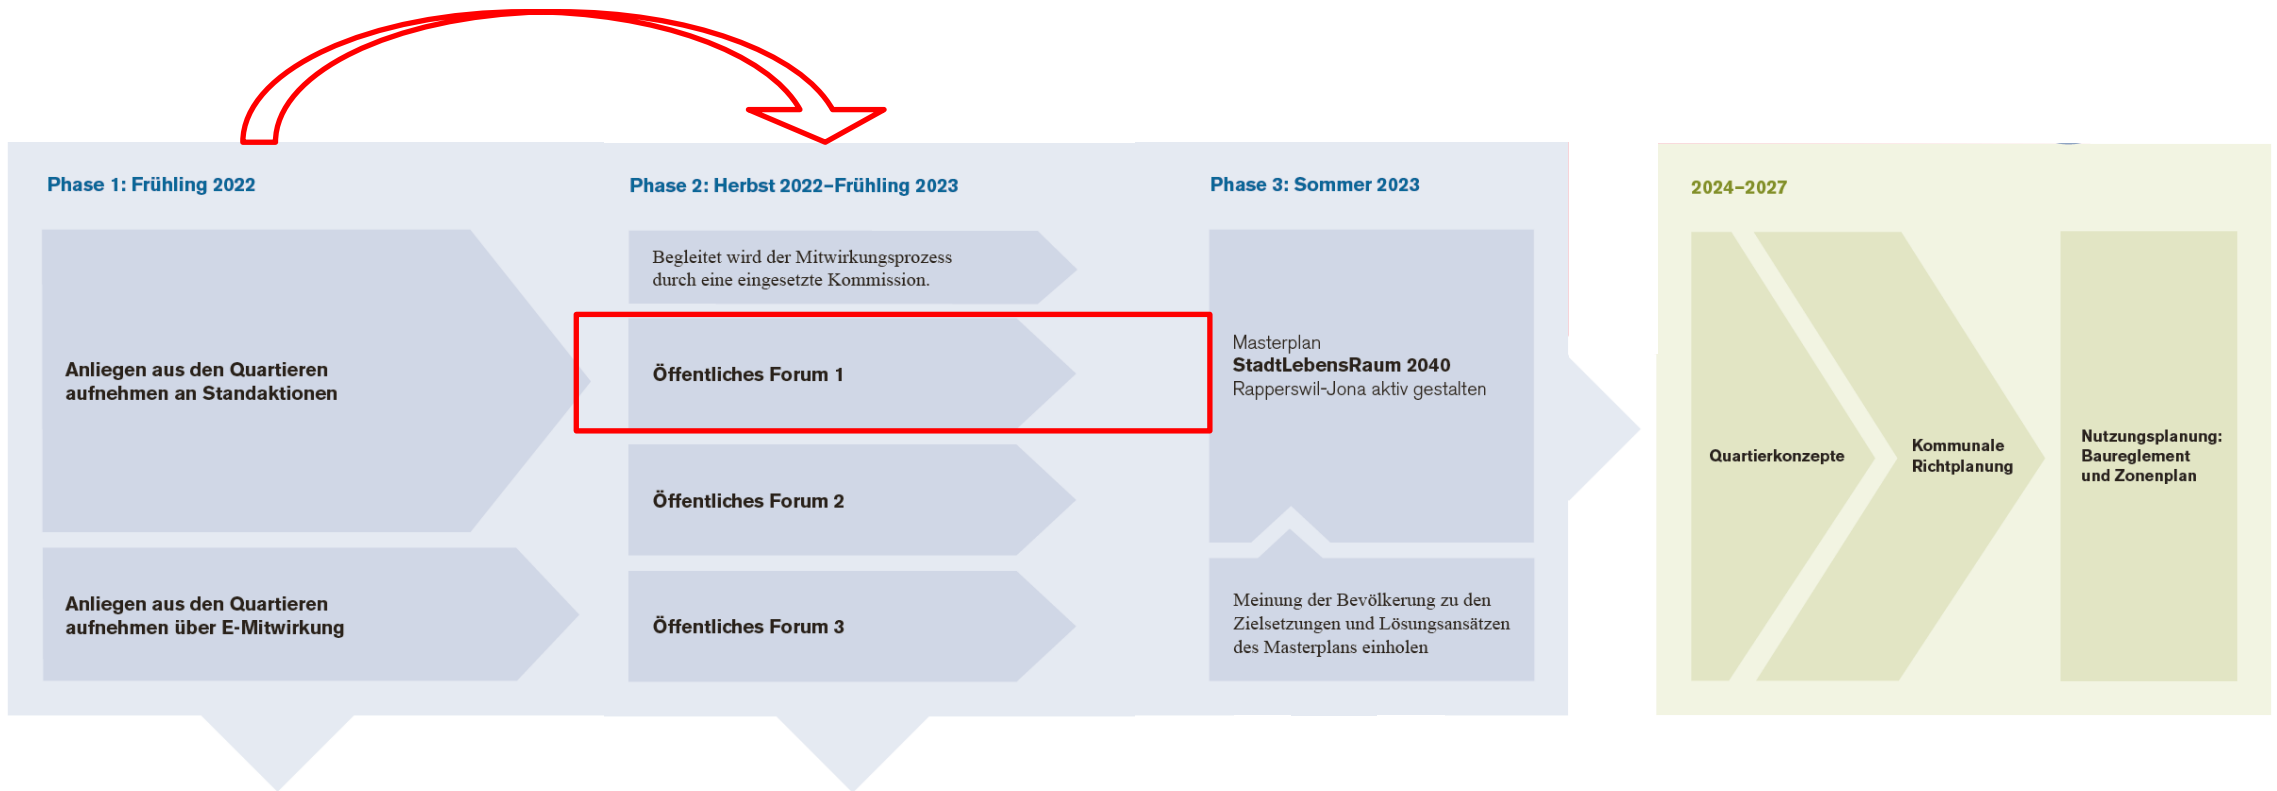 Phase 1: Frühling 2022
Anliegen aus den Quartieren
aufnehmen an Standaktionen
Anliegen aus den Quartieren
aufnehmen über E-Mitwirkung
Phase 2: Herbst 2022–Frühling 2023
Begleitet wird der Mitwirkungsprozess
durch eine eingesetzte Kommission.
Öffentliches Forum 1
Öffentliches Forum 2
Öffentliches Forum 3
Phase 3: Sommer 2023
Masterplan
StadtLebensRaum 2040
Rapperswil-Jona aktiv gestalten
Meinung der Bevölkerung zu den
Zielsetzungen und Lösungsansätzen
des Masterplans einholen
2024–2027
Quartierkonzepte
Kommunale
Richtplanung
Nutzungsplanung:
Baureglement
und Zonenplan